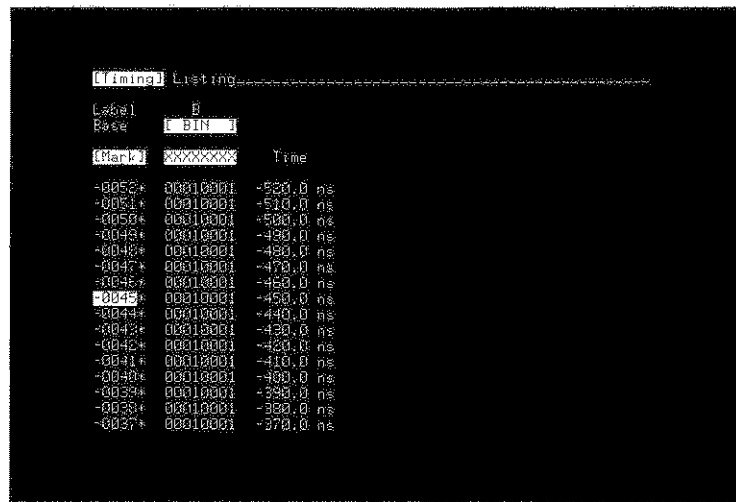 [Timing] Listing
Label B
Base [ BIN ]
[Mark] XXXXXXXX Time
-0052* 00010001 -520.0 ns
-0051* 00010001 -510.0 ns
-0050* 00010001 -500.0 ns
-0049* 00010001 -490.0 ns
-0048* 00010001 -480.0 ns
-0047* 00010001 -470.0 ns
-0046* 00010001 -460.0 ns
-0045* 00010001 -450.0 ns
-0044* 00010001 -440.0 ns
-0043* 00010001 -430.0 ns
-0042* 00010001 -420.0 ns
-0041* 00010001 -410.0 ns
-0040* 00010001 -400.0 ns
-0039* 00010001 -390.0 ns
-0038* 00010001 -380.0 ns
-0037* 00010001 -370.0 ns